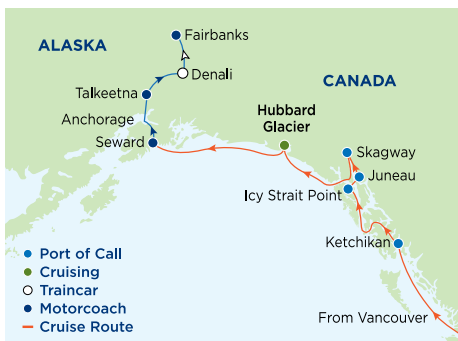 Fairbanks
ALASKA
Denali
CANADA
Talkeetna
Hubbard
Glacier
Anchorage
Seward
Skagway
Juneau
Icy Strait Point
Ketchikan
Port of Call
Cruising
Traincar
Motorcoach
Cruise Route
From Vancouver